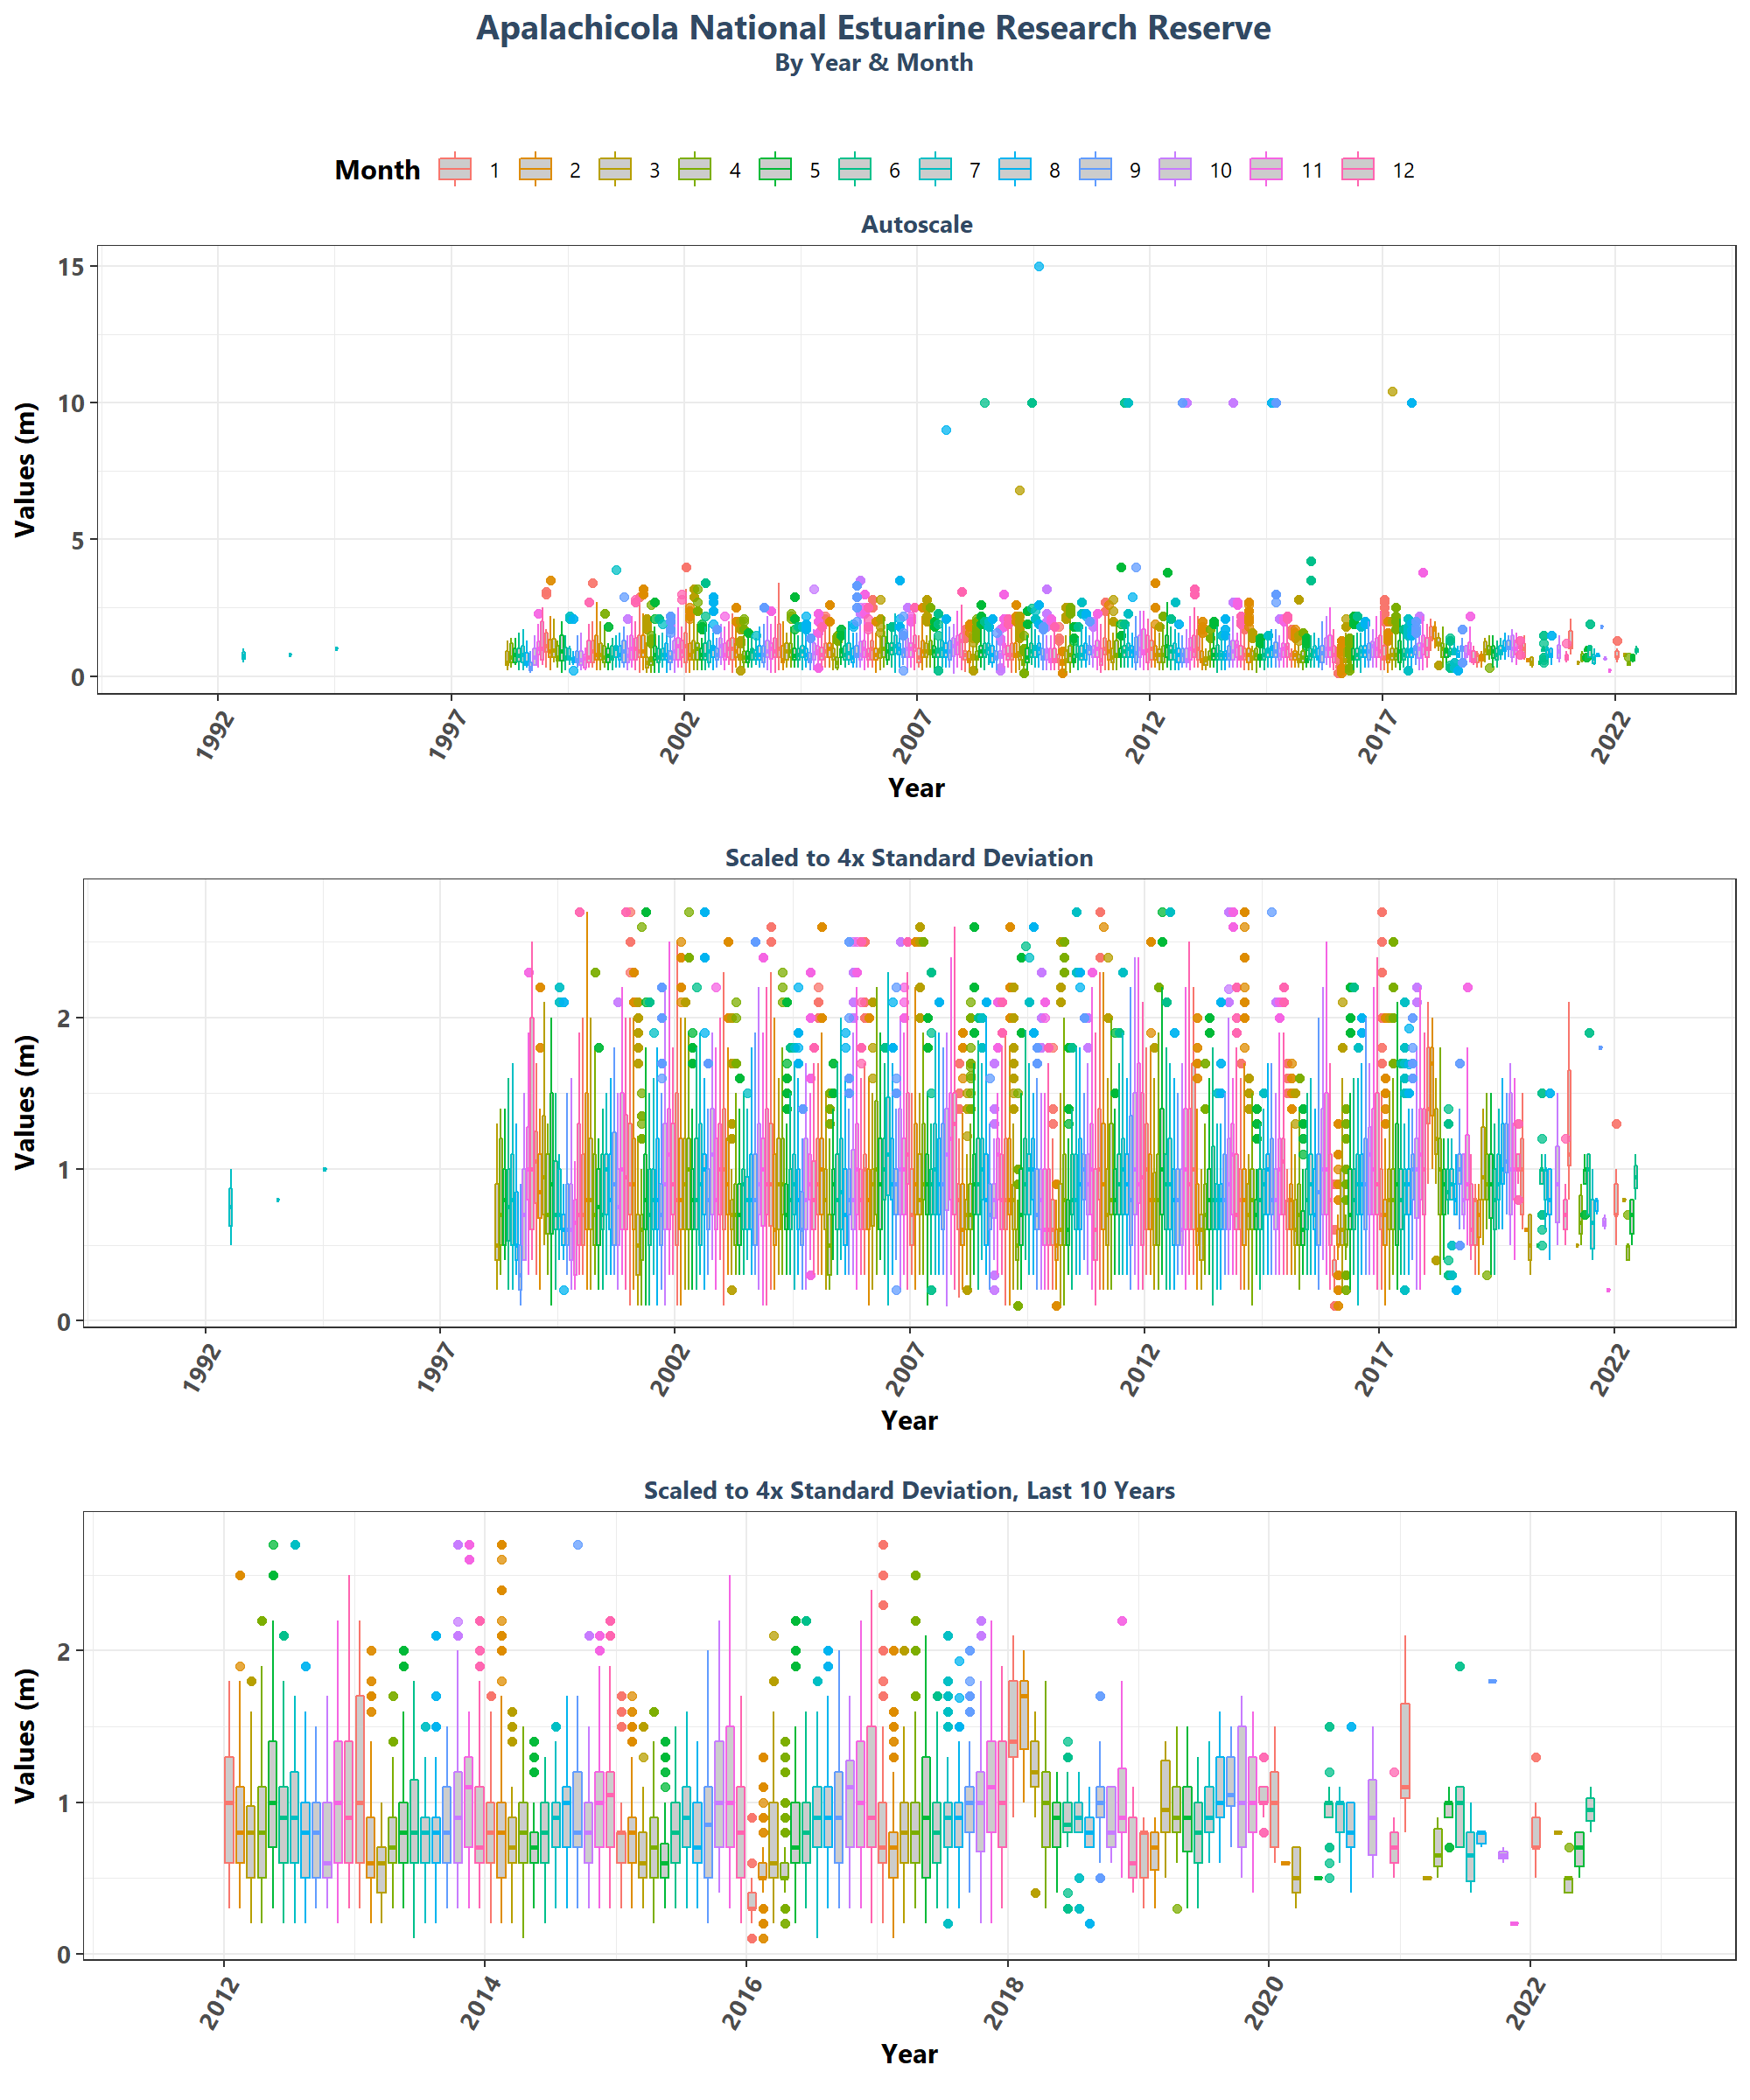 Apalachicola National Estuarine Research Reserve
By Year & Month
Month 1 2 3 4 5 6 7 8 9 10 11 12
Autoscale
Values (m)
15
10
5
0
1992 1997 2002 2007 2012 2017 2022
Year
Scaled to 4x Standard Deviation
Values (m)
2
1
0
1992 1997 2002 2007 2012 2017 2022
Year
Scaled to 4x Standard Deviation, Last 10 Years
Values (m)
2
1
0
2012 2014 2016 2018 2020 2022
Year